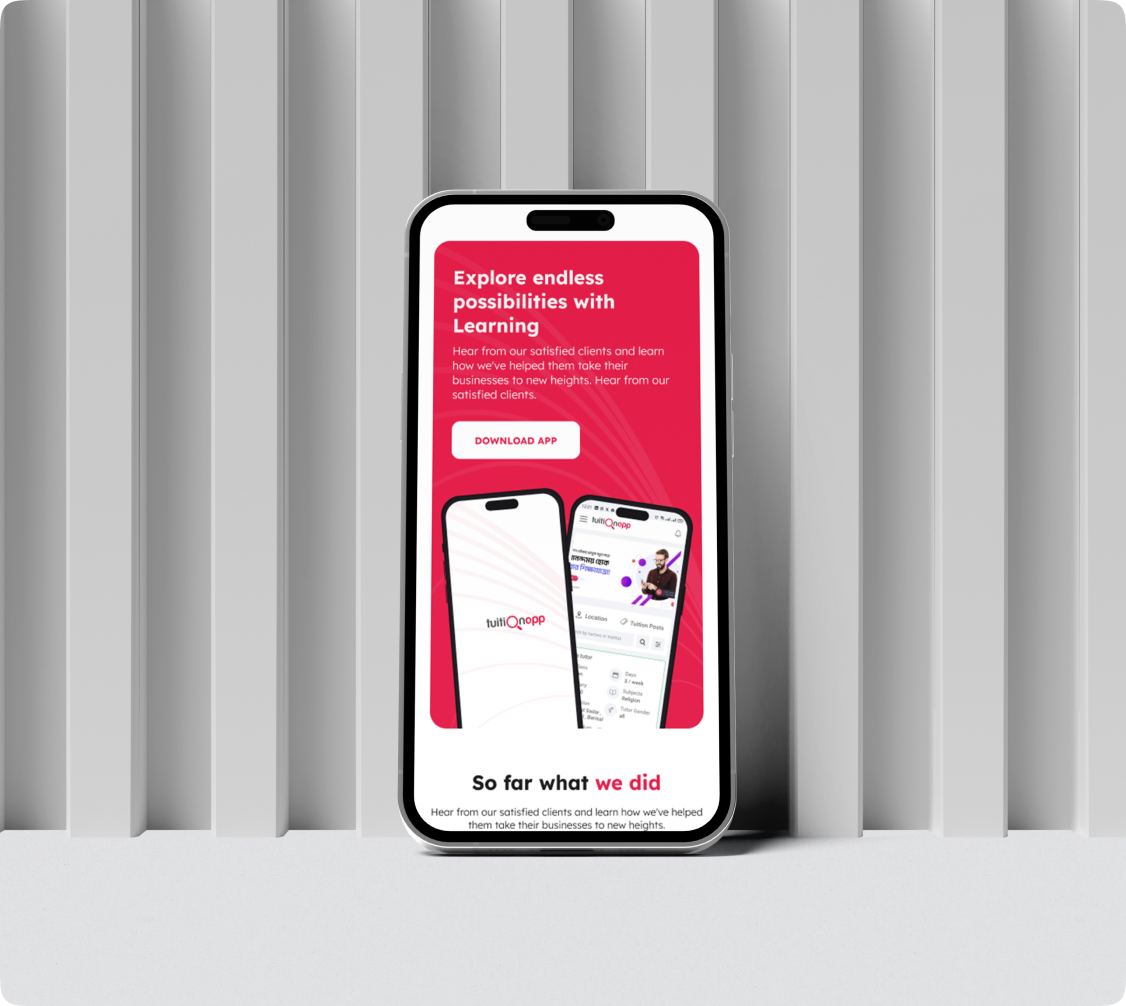 Explore endless
possibilities with
Learning
Hear from our satisfied clients and learn
how we've helped them take their
businesses to new heights. Hear from our
satisfied clients.
DOWNLOAD APP
tuitiOnopp
tuitiOnopp
Location
Tuition Posts
tutor
Days
3 / week
Subjects
Religion
Tutor Gender
all
Sadar,
, Barisal
So far what we did
Hear from our satisfied clients and learn how we've helped
them take their businesses to new heights.